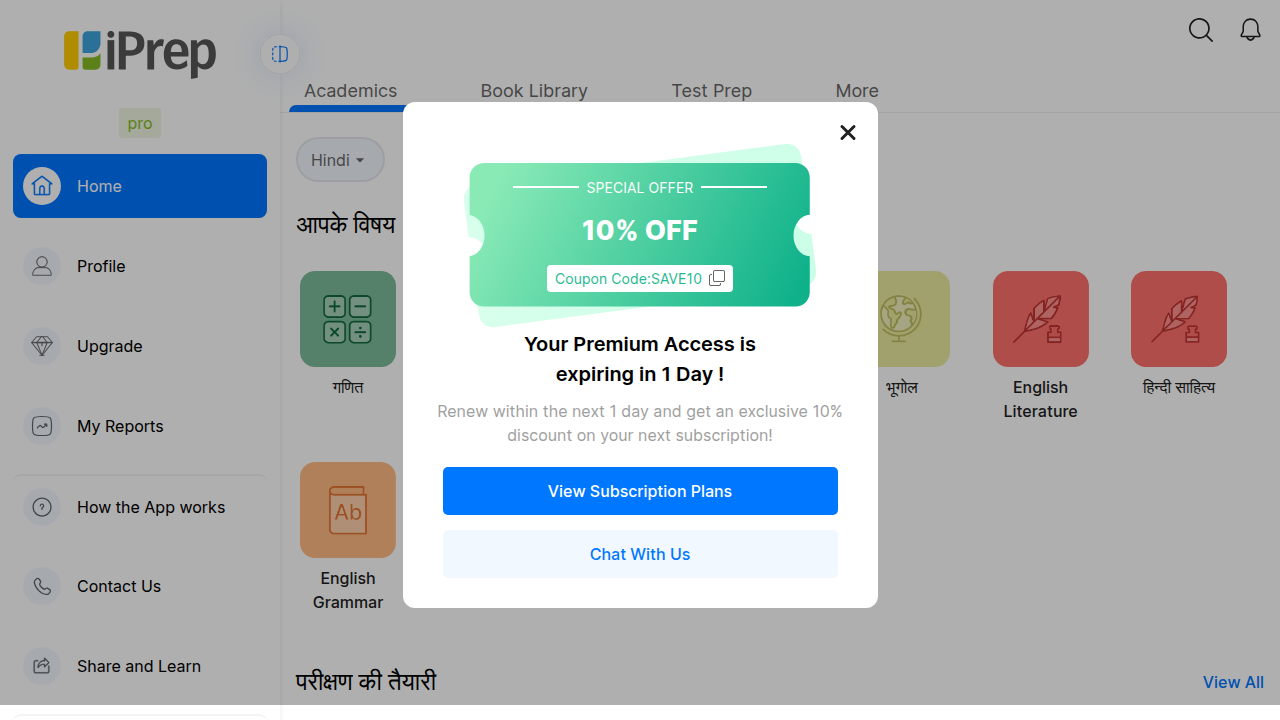 iPrep
pro
Home
Profile
Upgrade
My Reports
How the App works
Contact Us
Share and Learn
Academics
Book Library
Test Prep
More
Hindi
आपके विषय
गणित
भूगोल
English
Literature
हिन्दी साहित्य
Ab
English
Grammar
परीक्षण की तैयारी
View All
SPECIAL OFFER
10% OFF
Coupon Code:SAVE10
Your Premium Access is
expiring in 1 Day !
Renew within the next 1 day and get an exclusive 10%
discount on your next subscription!
View Subscription Plans
Chat With Us